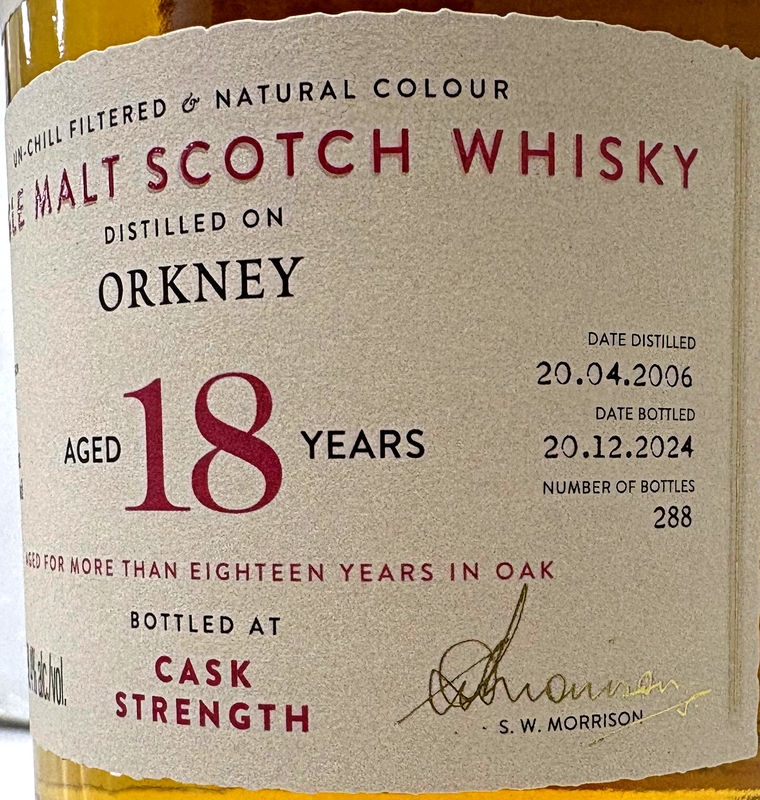 UN-CHILL FILTERED & NATURAL COLOUR
MALT SCOTCH WHISKY
DISTILLED ON
ORKNEY
DATE DISTILLED
20.04.2006
DATE BOTTLED
20.12.2024
NUMBER OF BOTTLES
288
AGED 18 YEARS
AGED FOR MORE THAN EIGHTEEN YEARS IN OAK
BOTTLED AT
CASK
STRENGTH
alc./vol.
S. W. MORRISON